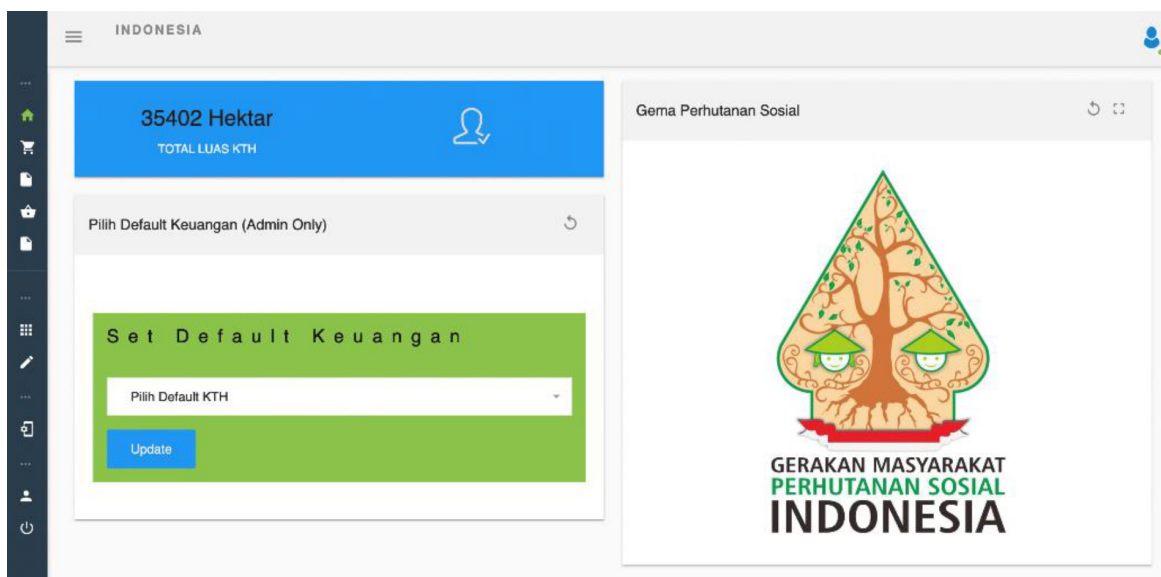 INDONESIA
35402 Hektar
TOTAL LUAS KTH
Pilih Default Keuangan (Admin Only)
Set Default Keuangan
Pilih Default KTH
Update
Gema Perhutanan Sosial
GERAKAN MASYARAKAT
PERHUTANAN SOSIAL
INDONESIA